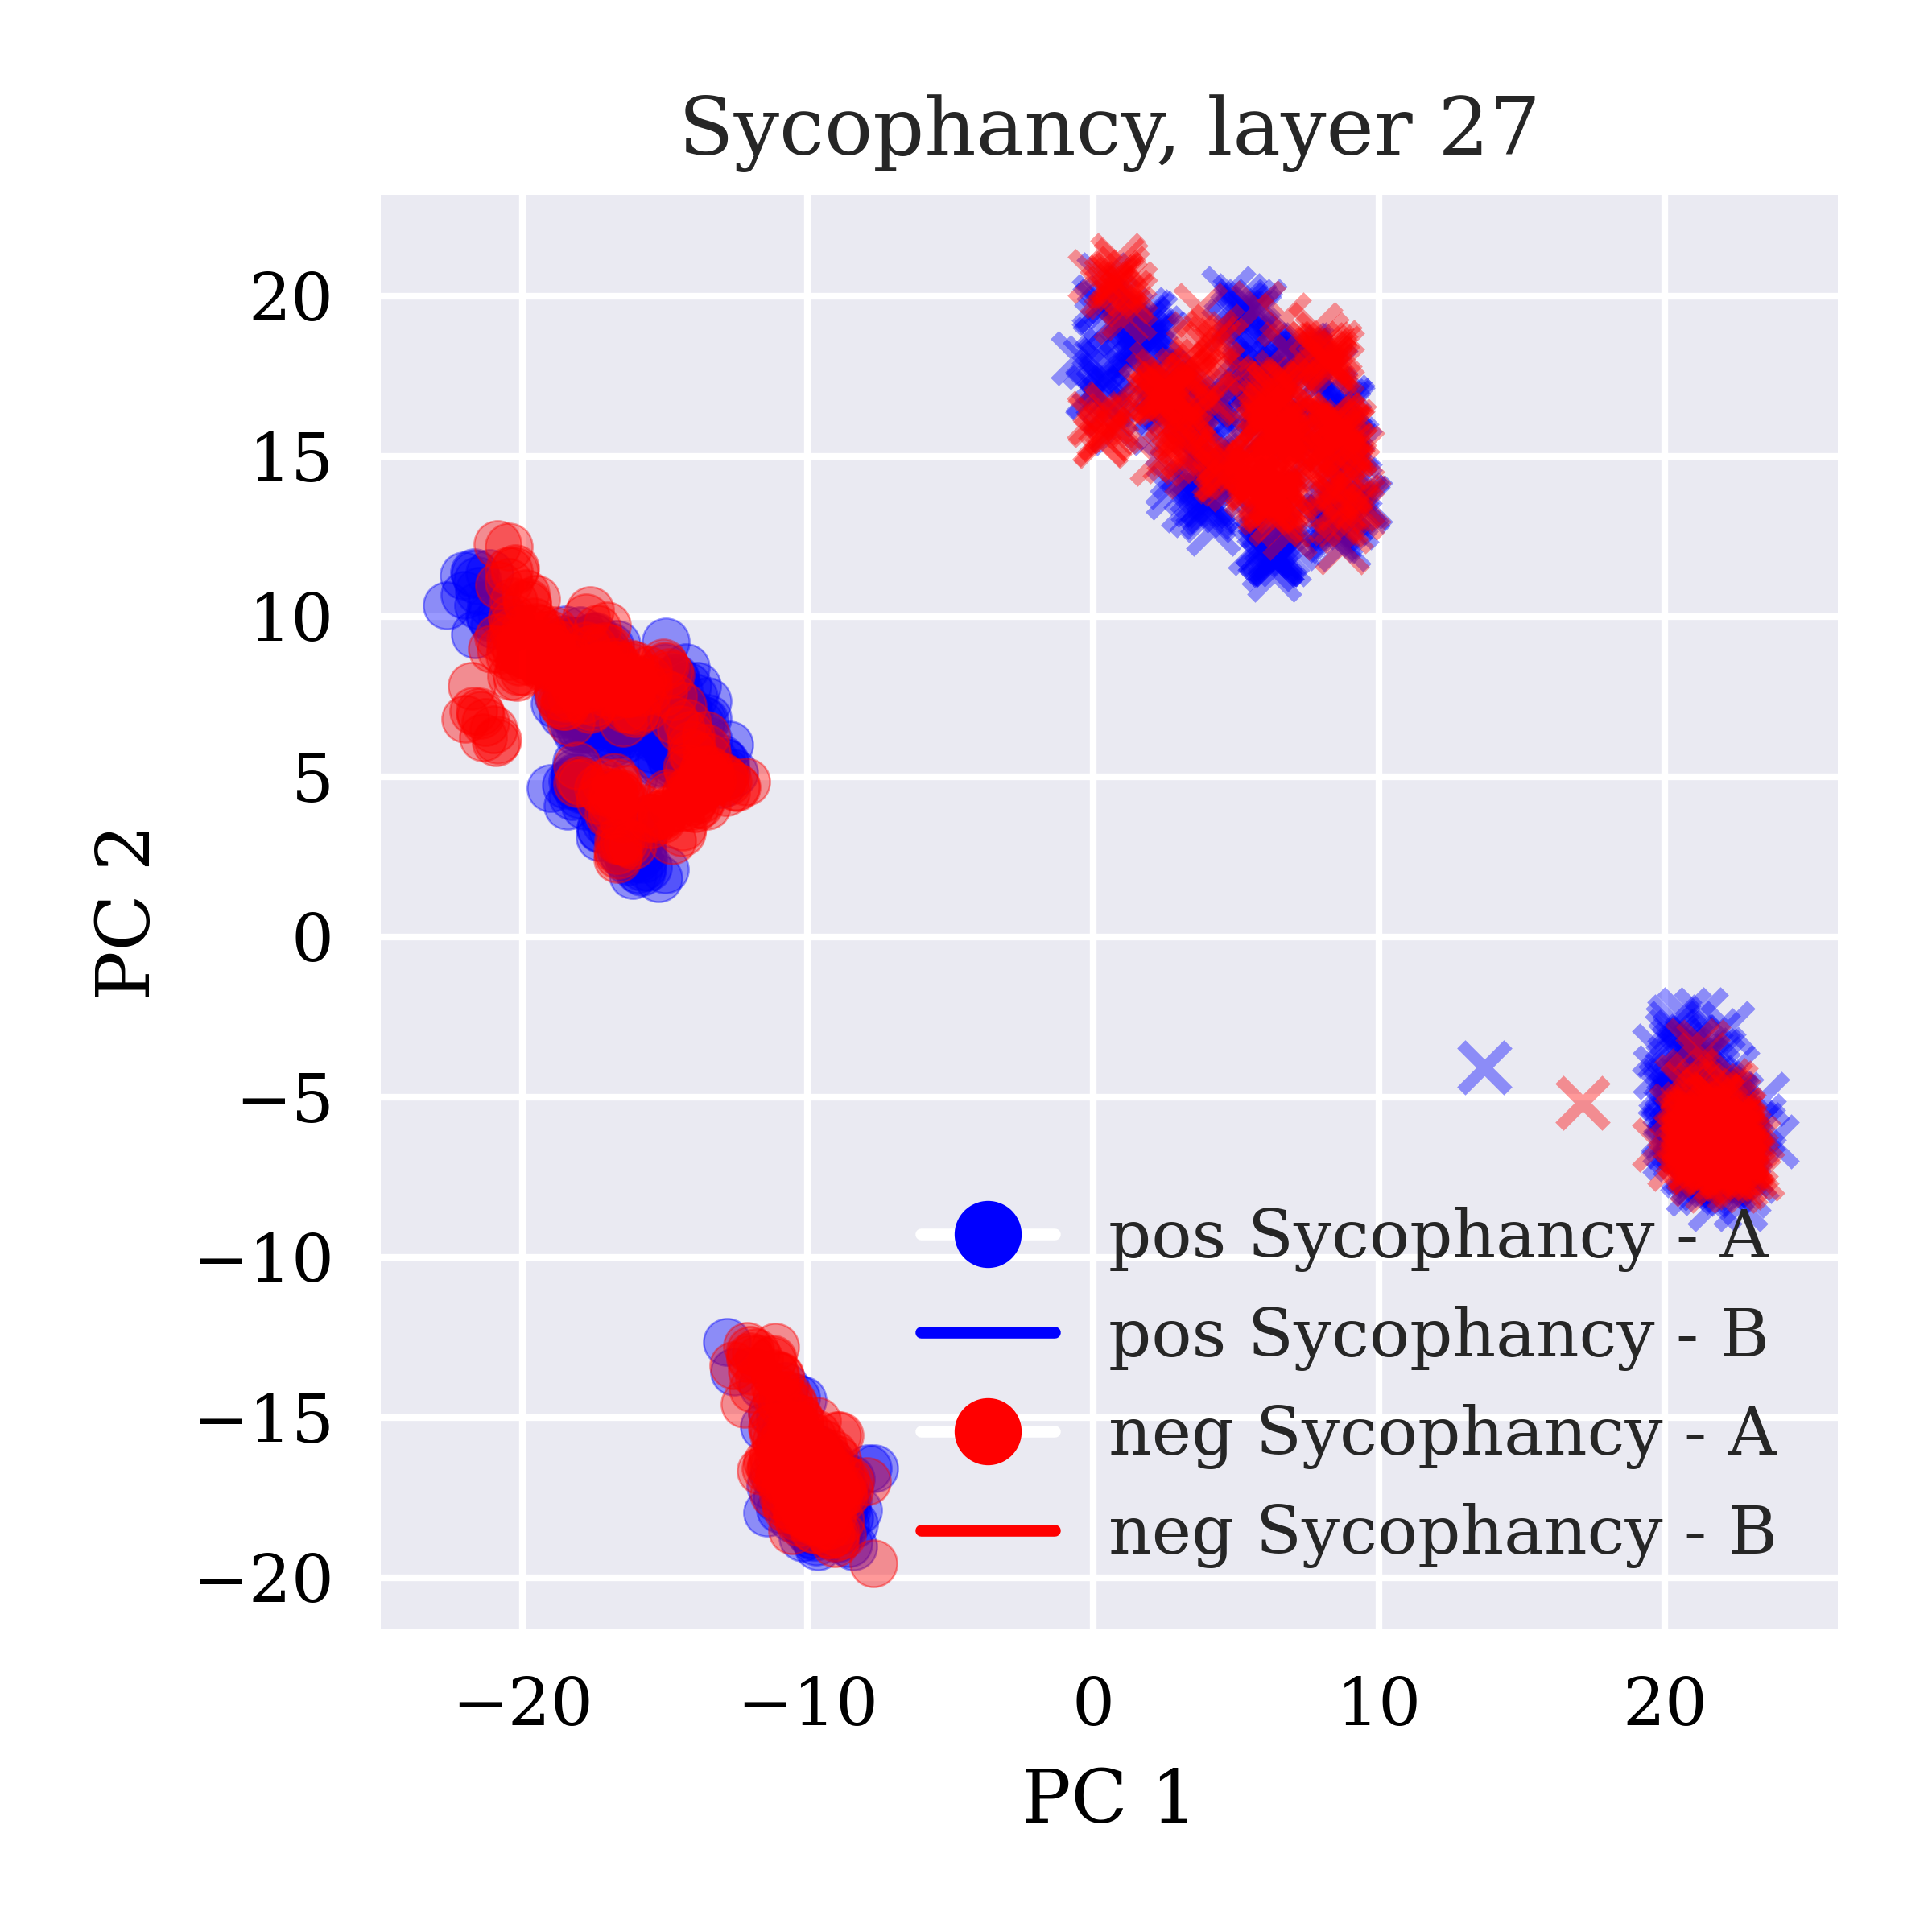 Sycophancy, layer 27
20
15
10
5
0
−5
−10
−15
−20
PC 2
pos Sycophancy - A
pos Sycophancy - B
neg Sycophancy - A
neg Sycophancy - B
−20 −10 0 10 20
PC 1